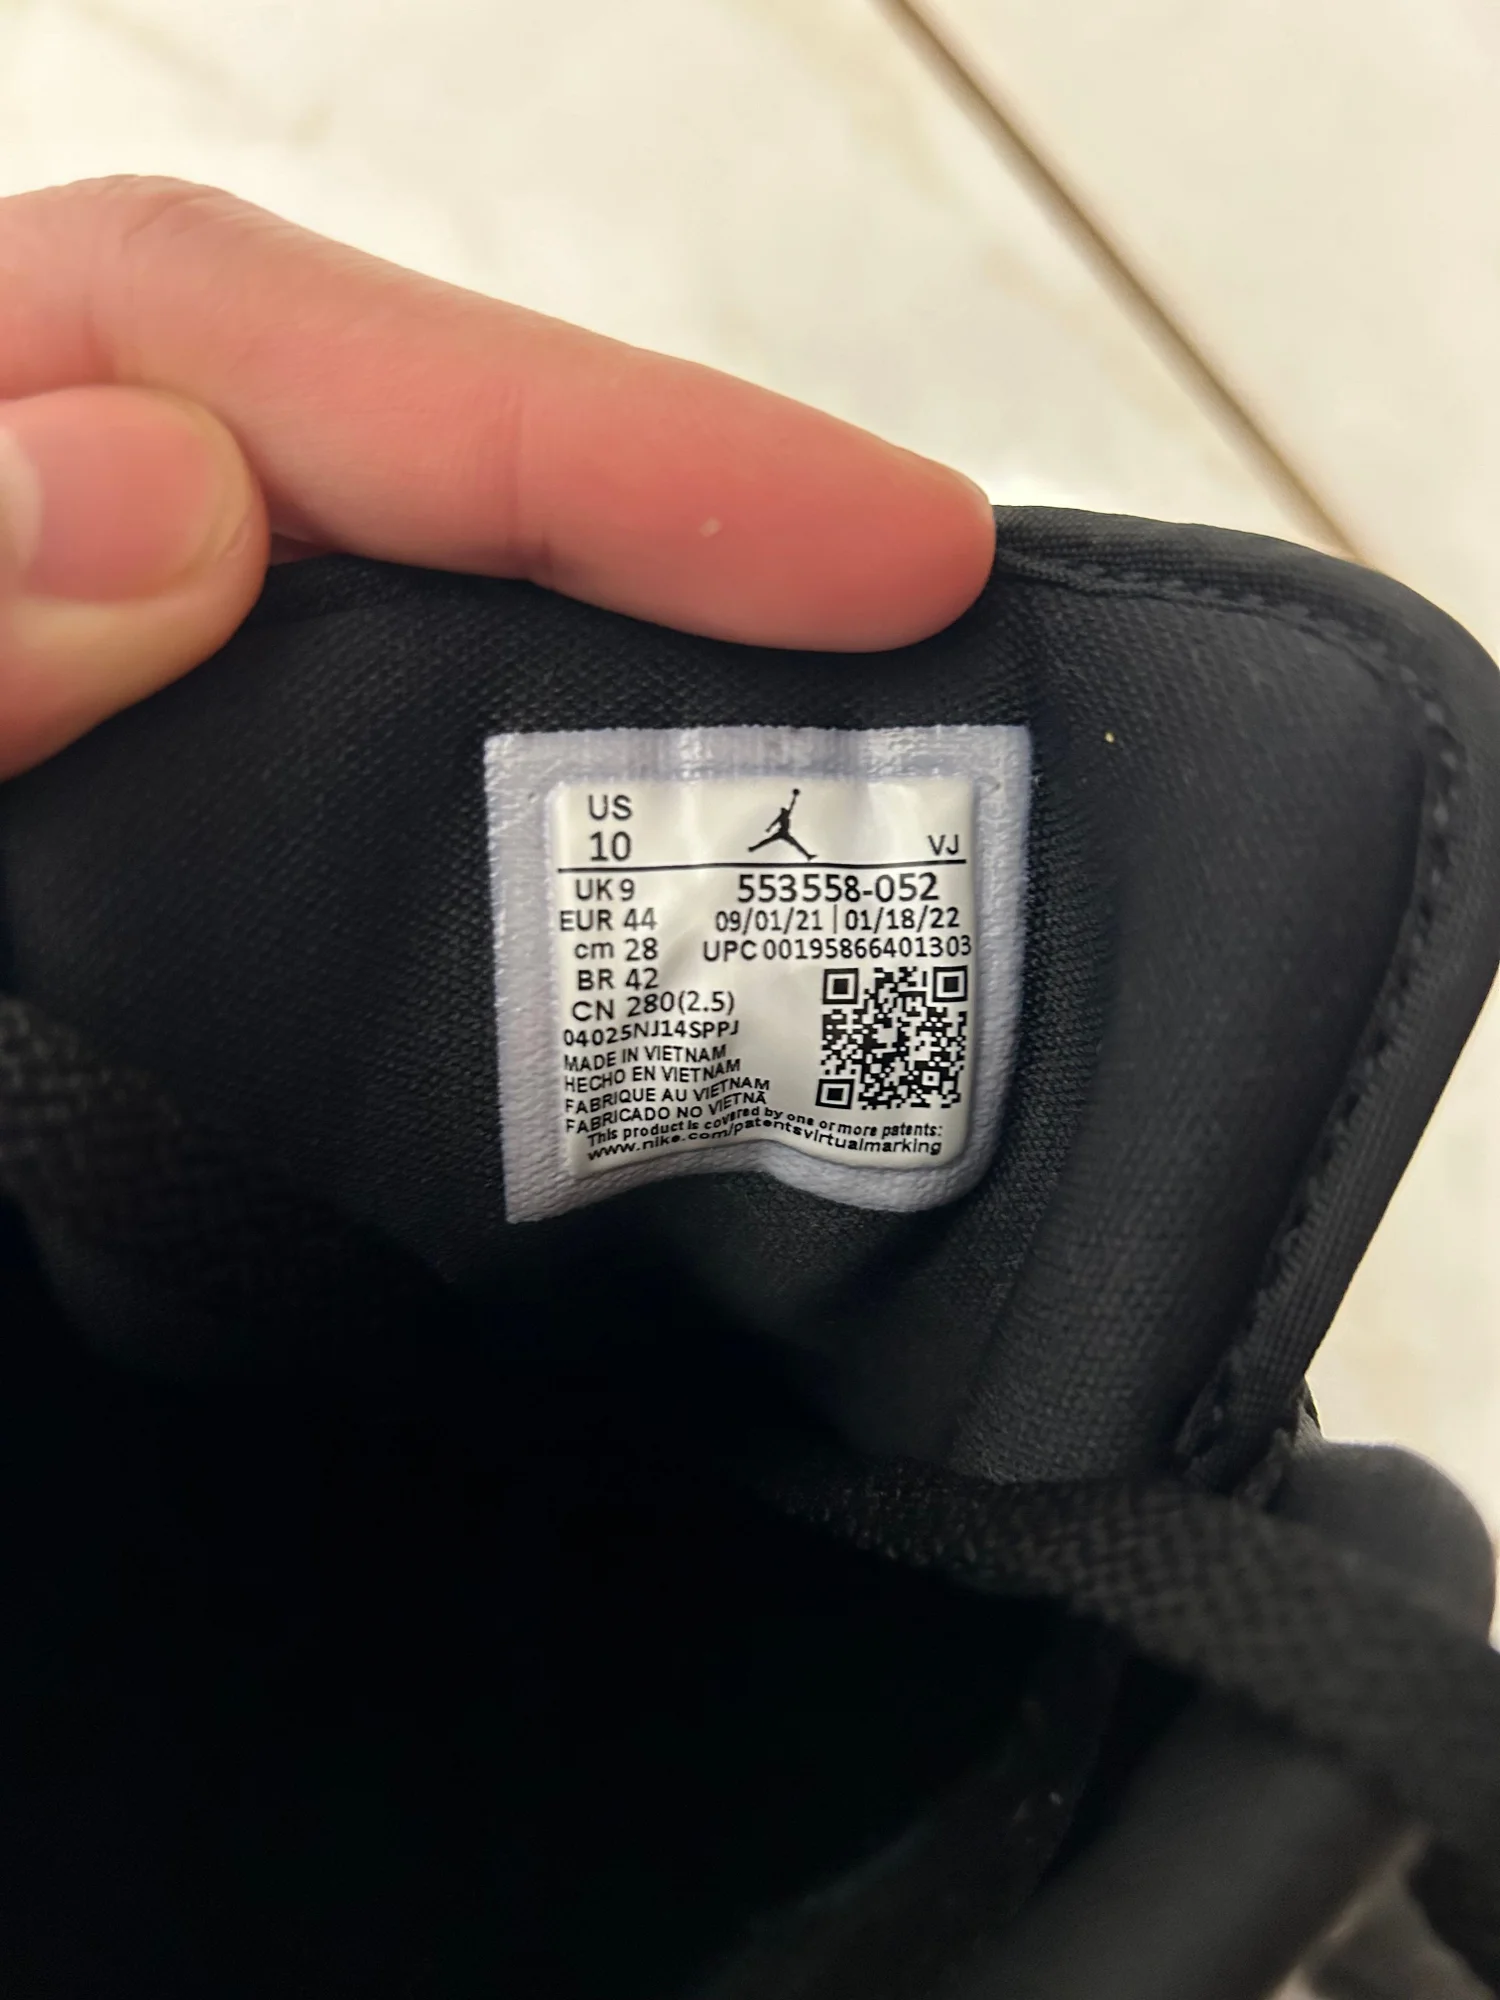 US
10
VJ
UK 9
553558-052
EUR 44
09/01/21 | 01/18/22
cm 28
UPC 00195866401303
BR 42
CN 280(2.5)
04025NJ14SPPJ
MADE IN VIETNAM
HECHO EN VIETNAM
FABRIQUE AU VIETNAM
FABRICADO NO VIETNÃ
This product is covered by one or more patents:
www.nike.com/patentsvirtualmarking